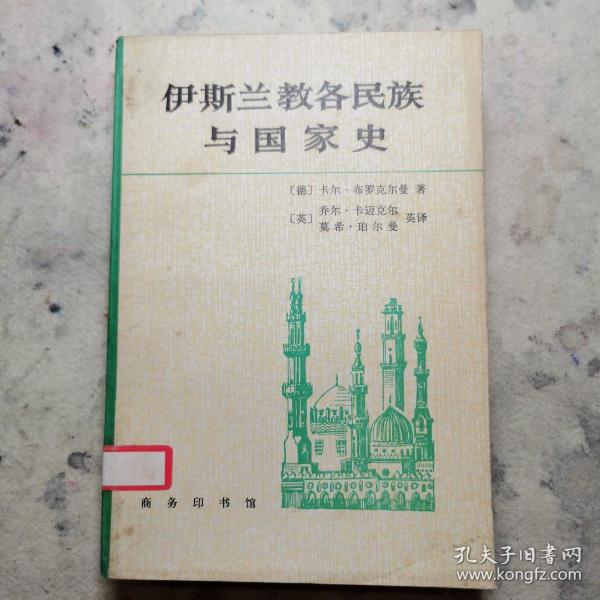 伊斯兰教各民族
与国家史
〔德〕卡尔·布罗克尔曼 著
〔英〕乔尔·卡迈克尔
莫希·珀尔曼 英译
商务印书馆
孔夫子旧书网
www.kongfz.com